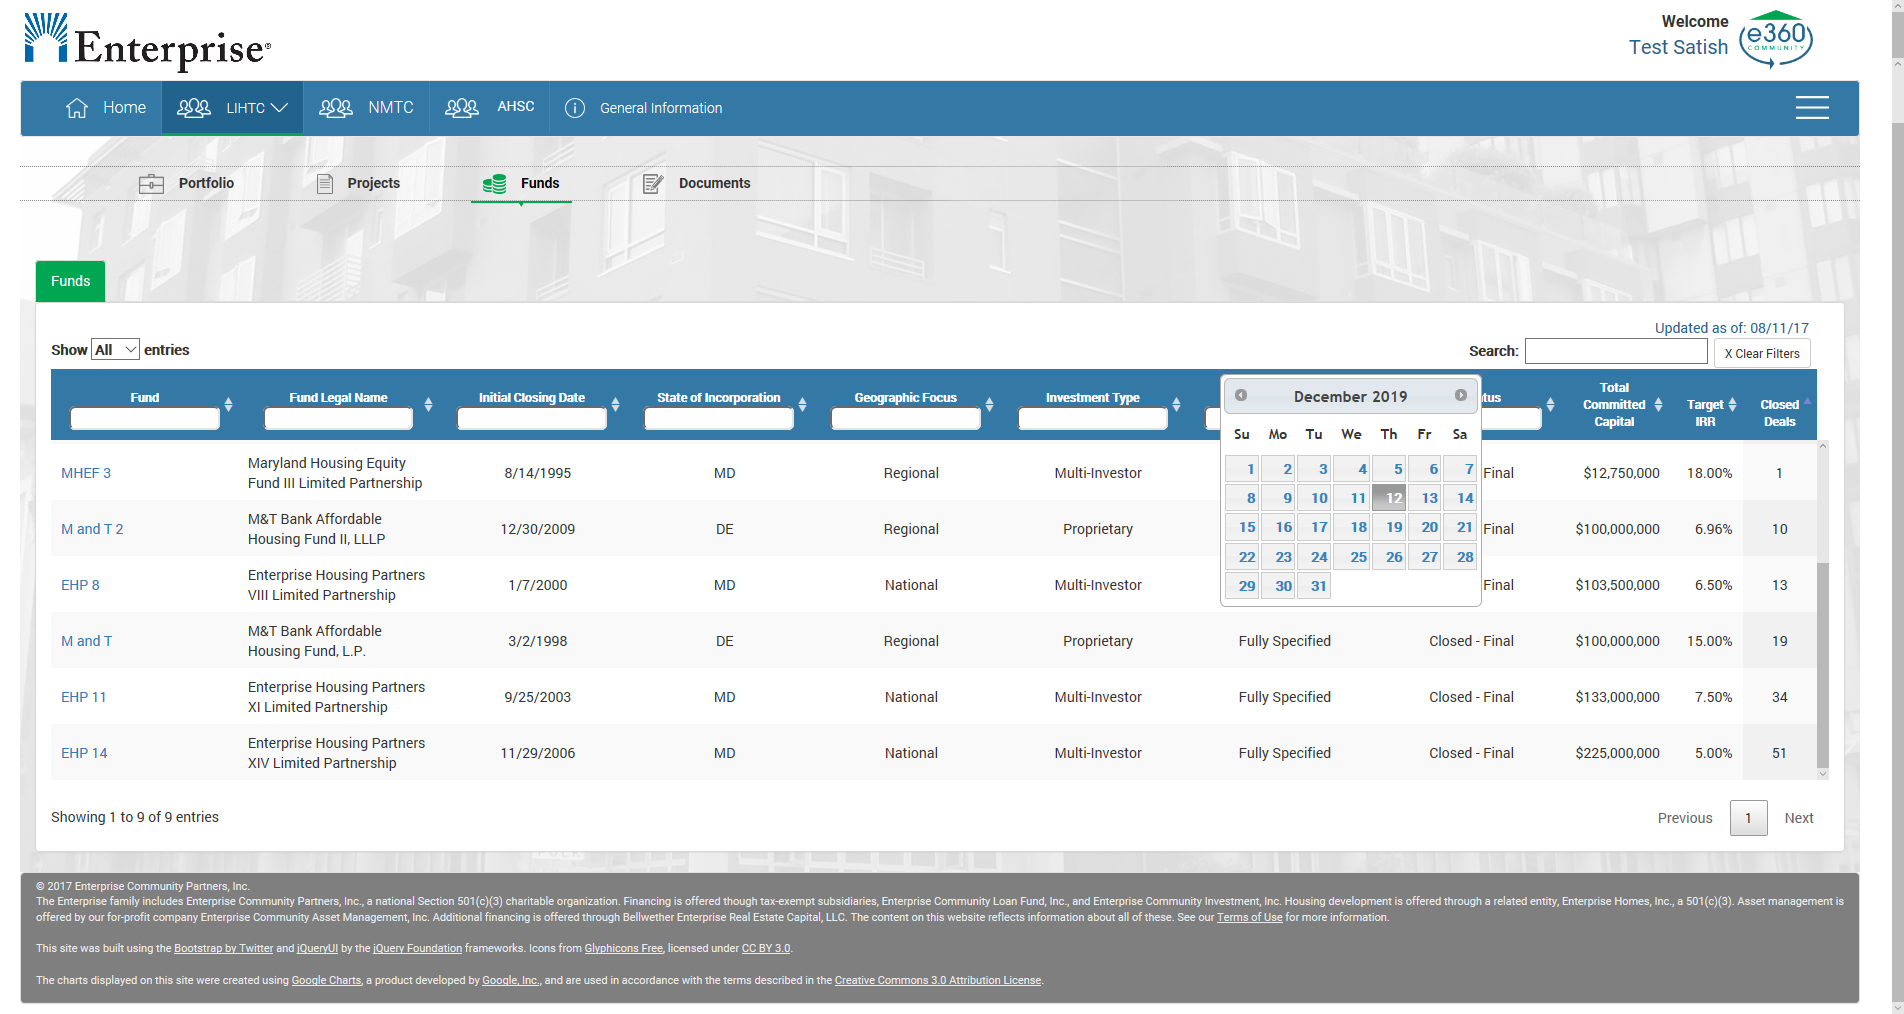 Enterprise®
Welcome
Test Satish
e360
COMMUNITY
Home
LIHTC
NMTC
AHSC
General Information
Portfolio
Projects
Funds
Documents
Funds
Updated as of: 08/11/17
Show All entries
Search:
X Clear Filters
Fund
Fund Legal Name
Initial Closing Date
State of Incorporation
Geographic Focus
Investment Type
Total Committed Capital
Target IRR
Closed Deals
December 2019
Su Mo Tu We Th Fr Sa
1 2 3 4 5 6 7
8 9 10 11 12 13 14
15 16 17 18 19 20 21
22 23 24 25 26 27 28
29 30 31
MHEF 3 Maryland Housing Equity Fund III Limited Partnership 8/14/1995 MD Regional Multi-Investor Final $12,750,000 18.00% 1
M and T 2 M&T Bank Affordable Housing Fund II, LLLP 12/30/2009 DE Regional Proprietary Final $100,000,000 6.96% 10
EHP 8 Enterprise Housing Partners VIII Limited Partnership 1/7/2000 MD National Multi-Investor Final $103,500,000 6.50% 13
M and T M&T Bank Affordable Housing Fund, L.P. 3/2/1998 DE Regional Proprietary Fully Specified Closed - Final $100,000,000 15.00% 19
EHP 11 Enterprise Housing Partners XI Limited Partnership 9/25/2003 MD National Multi-Investor Fully Specified Closed - Final $133,000,000 7.50% 34
EHP 14 Enterprise Housing Partners XIV Limited Partnership 11/29/2006 MD National Multi-Investor Fully Specified Closed - Final $225,000,000 5.00% 51
Showing 1 to 9 of 9 entries
Previous 1 Next
© 2017 Enterprise Community Partners, Inc.
The Enterprise family includes Enterprise Community Partners, Inc., a national Section 501(c)(3) charitable organization. Financing is offered though tax-exempt subsidiaries, Enterprise Community Loan Fund, Inc., and Enterprise Community Investment, Inc. Housing development is offered through a related entity, Enterprise Homes, Inc., a 501(c)(3). Asset management is
offered by our for-profit company Enterprise Community Asset Management, Inc. Additional financing is offered through Bellwether Enterprise Real Estate Capital, LLC. The content on this website reflects information about all of these. See our Terms of Use for more information.
This site was built using the Bootstrap by Twitter and jQueryUI by the jQuery Foundation frameworks. Icons from Glyphicons Free, licensed under CC BY 3.0.
The charts displayed on this site were created using Google Charts, a product developed by Google, Inc., and are used in accordance with the terms described in the Creative Commons 3.0 Attribution License.